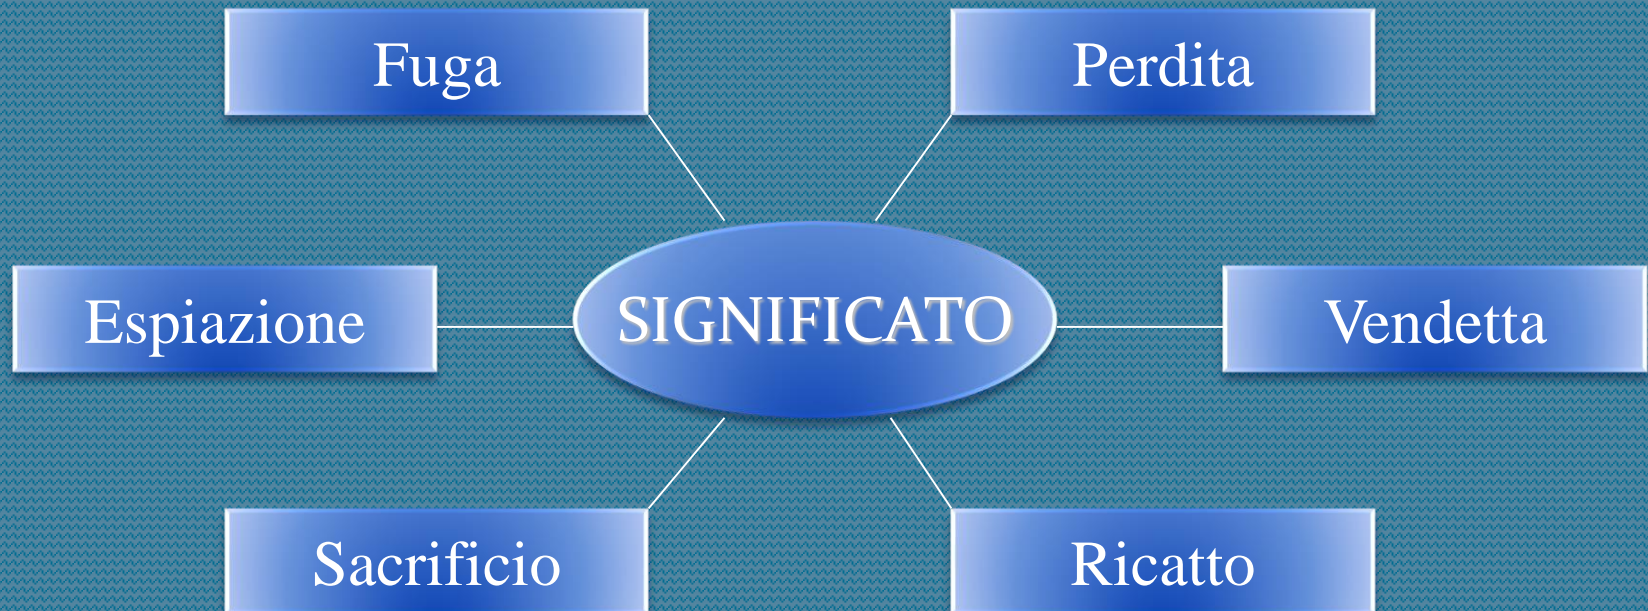 Fuga
Perdita
Espiazione
SIGNIFICATO
Vendetta
Sacrificio
Ricatto